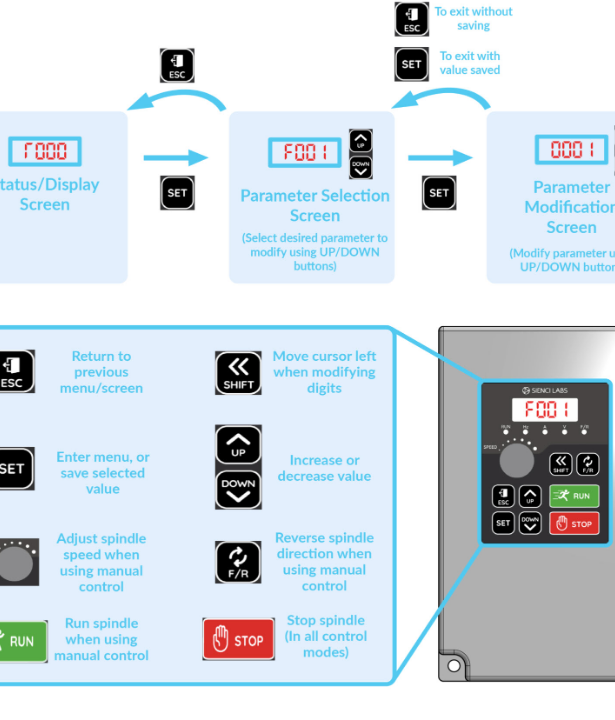 ESC
To exit without
saving
SET
To exit with
value saved
ESC
r000
tatus/Display
Screen
SET
F001
UP
DOWN
Parameter Selection
Screen
(Select desired parameter to
modify using UP/DOWN
buttons)
SET
0001
Parameter
Modification
Screen
(Modify parameter u
UP/DOWN button
ESC
Return to
previous
menu/screen
SHIFT
Move cursor left
when modifying
digits
SET
Enter menu, or
save selected
value
UP
DOWN
Increase or
decrease value
Adjust spindle
speed when
using manual
control
F/R
Reverse spindle
direction when
using manual
control
RUN
Run spindle
when using
manual control
STOP
Stop spindle
(In all control
modes)
SIENCI LABS
F001
RUN Hz A V F/R
SPEED
SHIFT F/R
ESC UP RUN
SET DOWN STOP